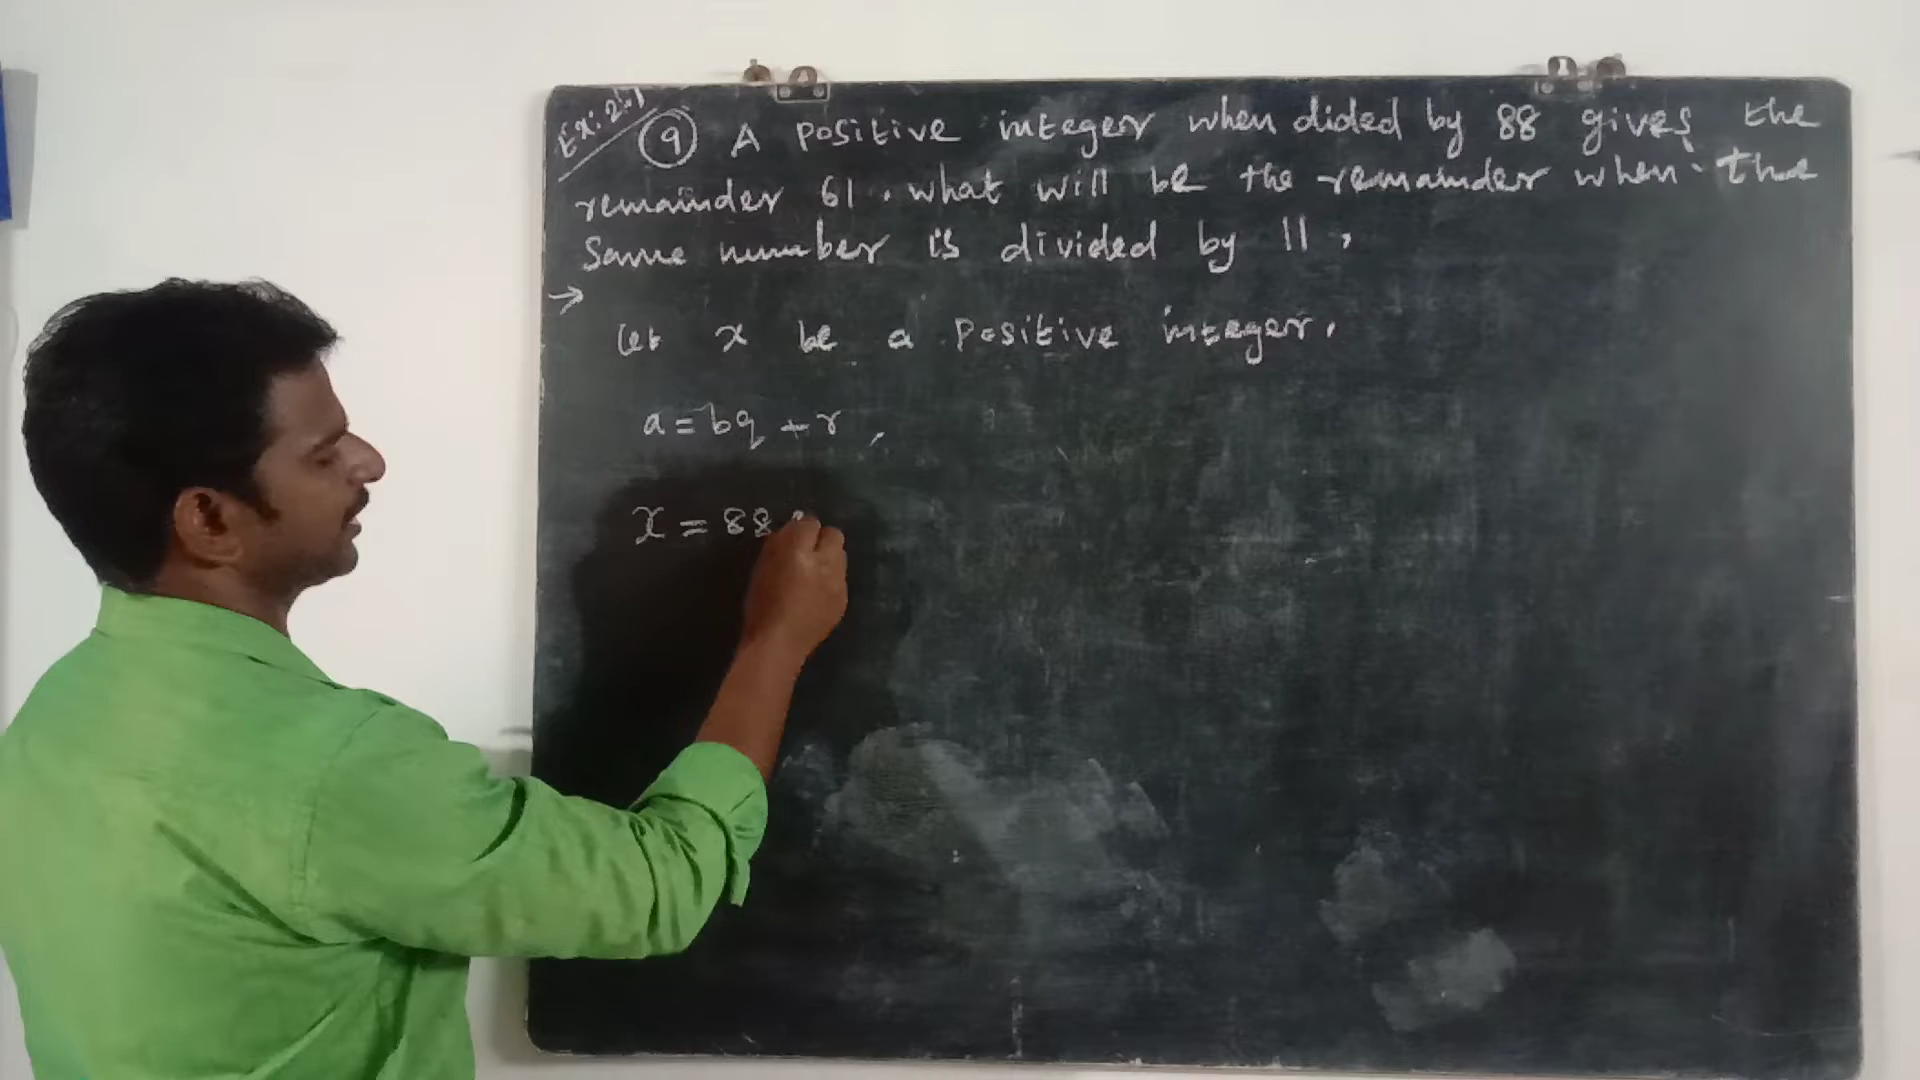 Ex: 2.1
9 A positive integer when dided by 88 gives the
remainder 61. what will be the remainder when the
same number is divided by 11,
→
Let x be a positive integer.
a = bq + r,
x = 88